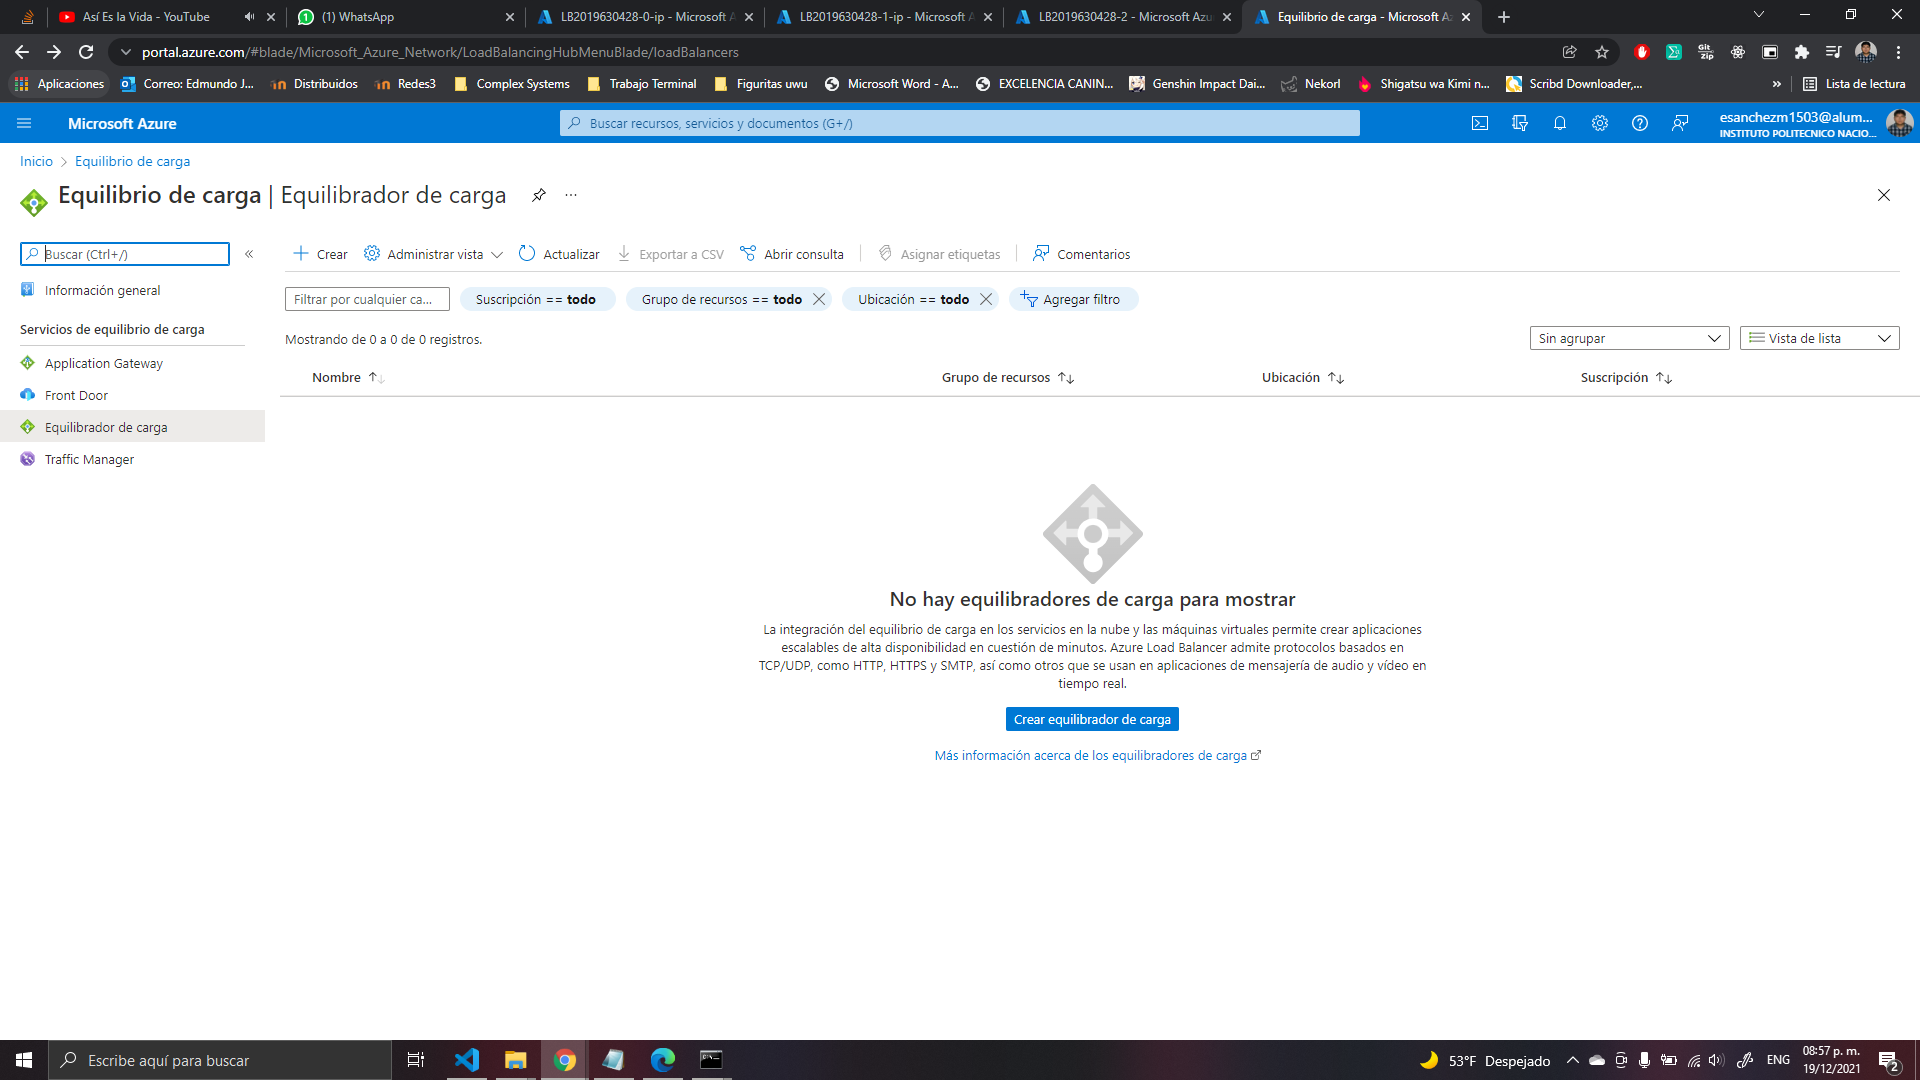 Así Es la Vida - YouTube
(1) WhatsApp
LB2019630428-0-ip - Microsoft A
LB2019630428-1-ip - Microsoft A
LB2019630428-2 - Microsoft Azu
Equilibrio de carga - Microsoft Az
portal.azure.com/#blade/Microsoft_Azure_Network/LoadBalancingHubMenuBlade/loadBalancers
Aplicaciones
Correo: Edmundo J...
Distribuidos
Redes3
Complex Systems
Trabajo Terminal
Figuritas uwu
Microsoft Word - A...
EXCELENCIA CANIN...
Genshin Impact Dai...
Nekorl
Shigatsu wa Kimi n...
Scribd Downloader,...
»
Lista de lectura
Microsoft Azure
Buscar recursos, servicios y documentos (G+/)
esanchezm1503@alum...
INSTITUTO POLITECNICO NACIO...
Inicio > Equilibrio de carga
Equilibrio de carga | Equilibrador de carga
...
Buscar (Ctrl+/)
«
Crear
Administrar vista
Actualizar
Exportar a CSV
Abrir consulta
Asignar etiquetas
Comentarios
Información general
Filtrar por cualquier ca...
Suscripción == todo
Grupo de recursos == todo
Ubicación == todo
Agregar filtro
Servicios de equilibrio de carga
Mostrando de 0 a 0 de 0 registros.
Sin agrupar
Vista de lista
Application Gateway
Front Door
Equilibrador de carga
Traffic Manager
Nombre
Grupo de recursos
Ubicación
Suscripción
No hay equilibradores de carga para mostrar
La integración del equilibrio de carga en los servicios en la nube y las máquinas virtuales permite crear aplicaciones
escalables de alta disponibilidad en cuestión de minutos. Azure Load Balancer admite protocolos basados en
TCP/UDP, como HTTP, HTTPS y SMTP, así como otros que se usan en aplicaciones de mensajería de audio y vídeo en
tiempo real.
Crear equilibrador de carga
Más información acerca de los equilibradores de carga
Escribe aquí para buscar
53°F Despejado
ENG
08:57 p. m.
19/12/2021
2